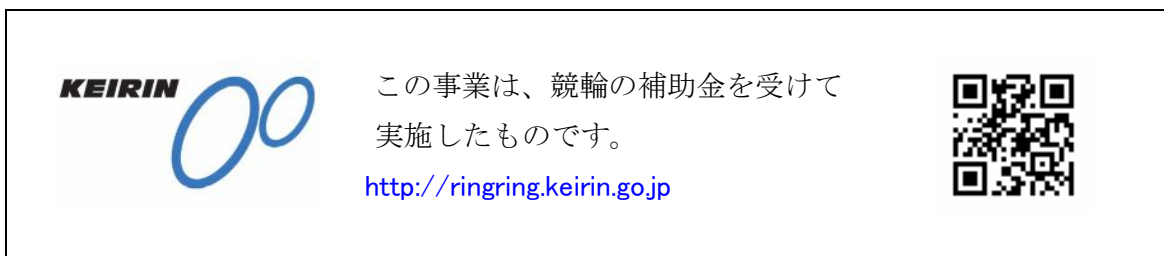 KEIRIN
この事業は、競輪の補助金を受けて
実施したものです。
http://ringring.keirin.go.jp